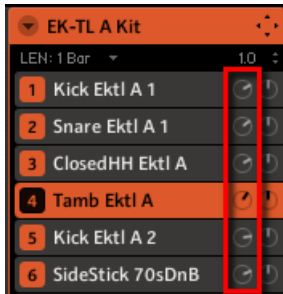 EK-TL A Kit
LEN: 1 Bar 1.0
1 Kick Ektl A 1
2 Snare Ektl A 1
3 ClosedHH Ektl A
4 Tamb Ektl A
5 Kick Ektl A 2
6 SideStick 70sDnB